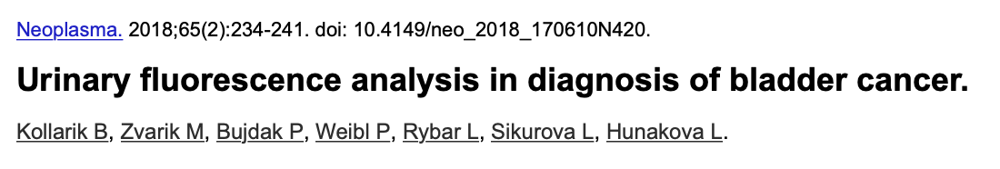 Neoplasma. 2018;65(2):234-241. doi: 10.4149/neo_2018_170610N420.
Urinary fluorescence analysis in diagnosis of bladder cancer.
Kollarik B, Zvarik M, Bujdak P, Weibl P, Rybar L, Sikurova L, Hunakova L.